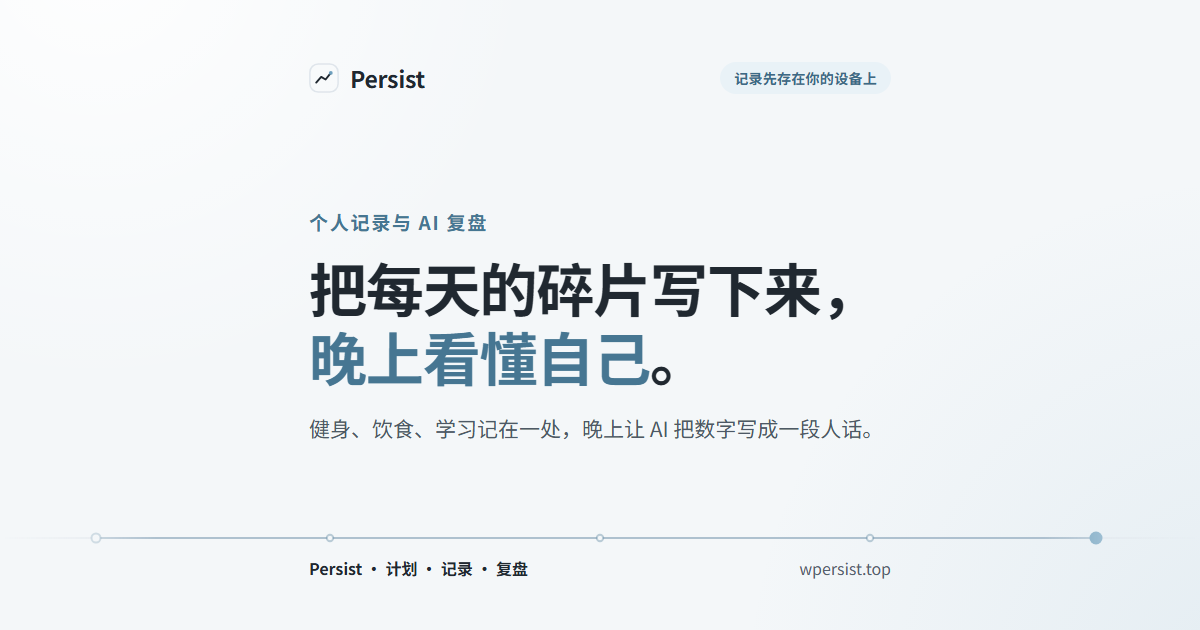 Persist
记录先存在你的设备上
个人记录与 AI 复盘
把每天的碎片写下来，
晚上看懂自己。
健身、饮食、学习记在一处，晚上让 AI 把数字写成一段人话。
Persist · 计划 · 记录 · 复盘
wpersist.top